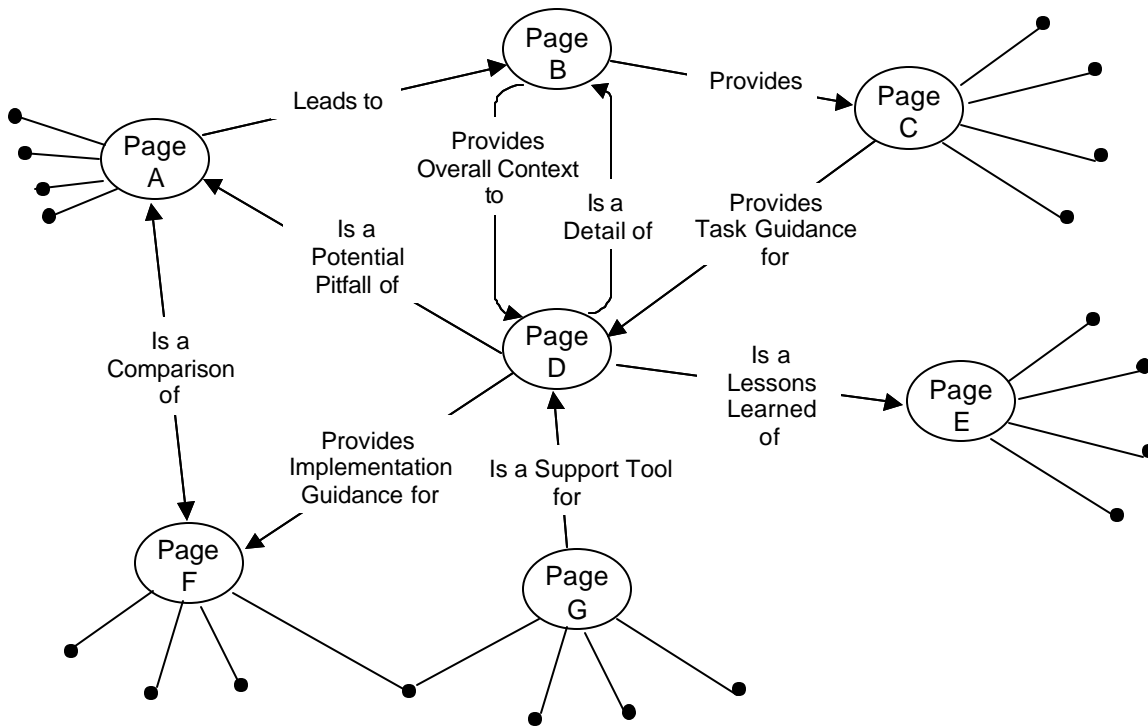 Page
B
Leads to
Provides
Page
C
Page
A
Provides
Overall Context
to
Is a
Detail of
Provides
Task Guidance
for
Is a
Potential
Pitfall of
Page
D
Is a
Comparison
of
Is a
Lessons
Learned
of
Page
E
Provides
Implementation
Guidance for
Is a Support Tool
for
Page
F
Page
G